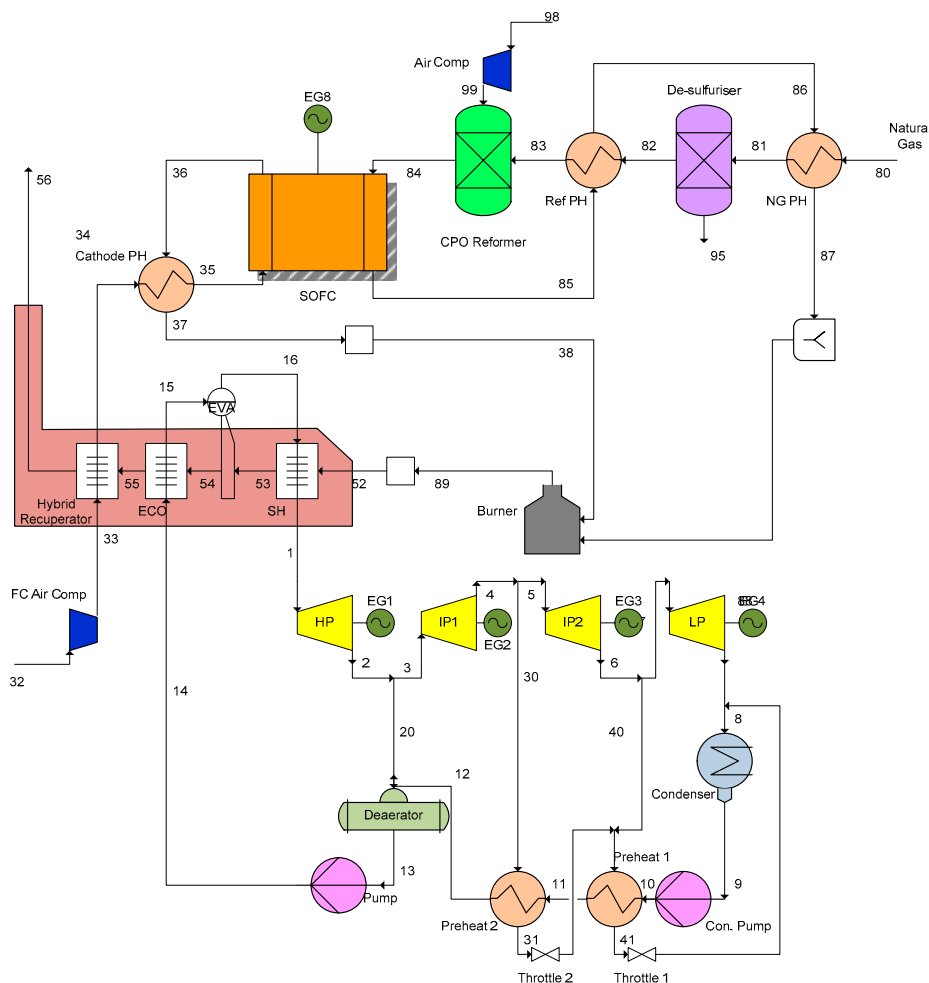 98
Air Comp
99
EG8
De-sulfuriser
86
Natura
Gas
36
84
83
82
81
80
56
Ref PH
NG PH
34
CPO Reformer
Cathode PH
35
95
87
85
SOFC
37
38
16
15
EVA
55
54
53
52
89
Hybrid
Recuperator
ECO
SH
Burner
33
1
FC Air Comp
4
5
EG1
EG3
EG4
HP
IP1
IP2
LP
EG2
2
3
6
32
30
14
8
20
40
12
Condenser
Deaerator
Preheat 1
13
11
10
9
Pump
Preheat 2
Con. Pump
31
41
Throttle 2
Throttle 1